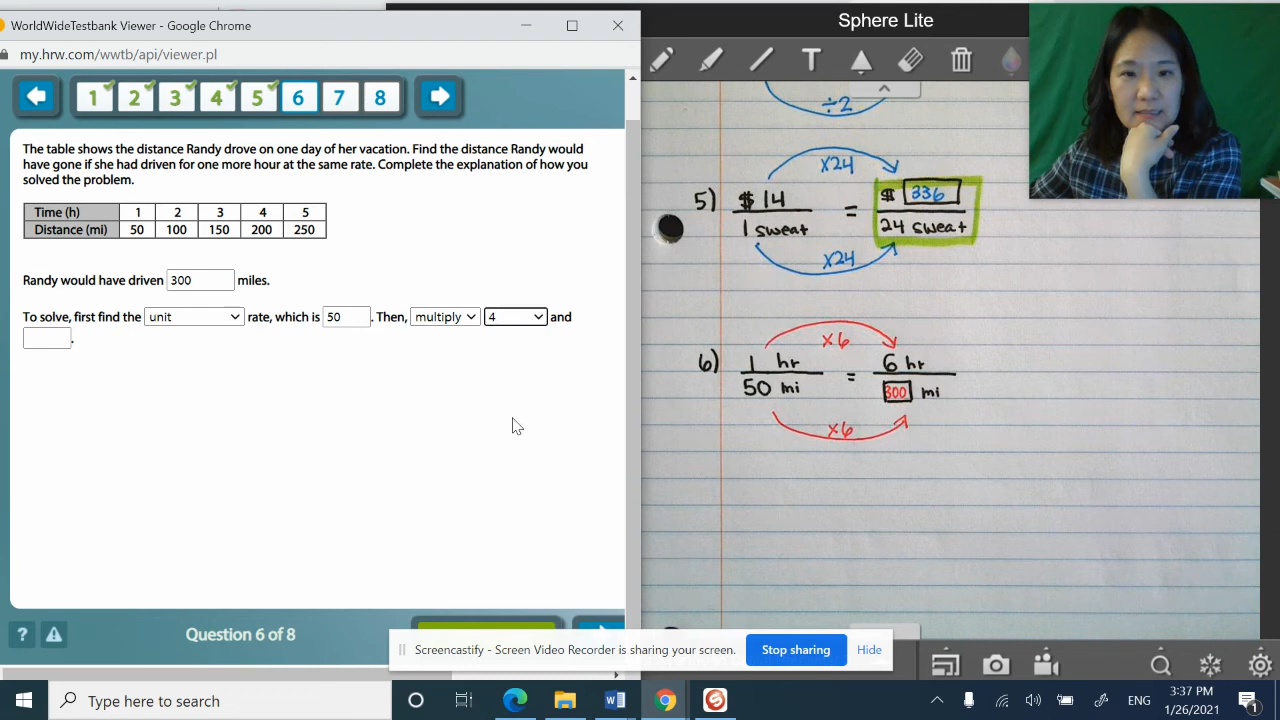 WorldWideTestbank Viewer - Google Chrome
my.hrw.com/wwtb/api/viewer.pl
1 2 3 4 5 6 7 8
The table shows the distance Randy drove on one day of her vacation. Find the distance Randy would
have gone if she had driven for one more hour at the same rate. Complete the explanation of how you
solved the problem.
Time (h) 1 2 3 4 5
Distance (mi) 50 100 150 200 250
Randy would have driven 300 miles.
To solve, first find the unit rate, which is 50 . Then, multiply 4 and
.
? 
Question 6 of 8
Sphere Lite
T
÷2
x24
5) $ 14 = $ 336
1 sweat 24 sweat
x24
x6
6) 1 hr = 6 hr
50 mi 300 mi
x6
Screencastify - Screen Video Recorder is sharing your screen. Stop sharing Hide
Type here to search
ENG
3:37 PM
1/26/2021
1